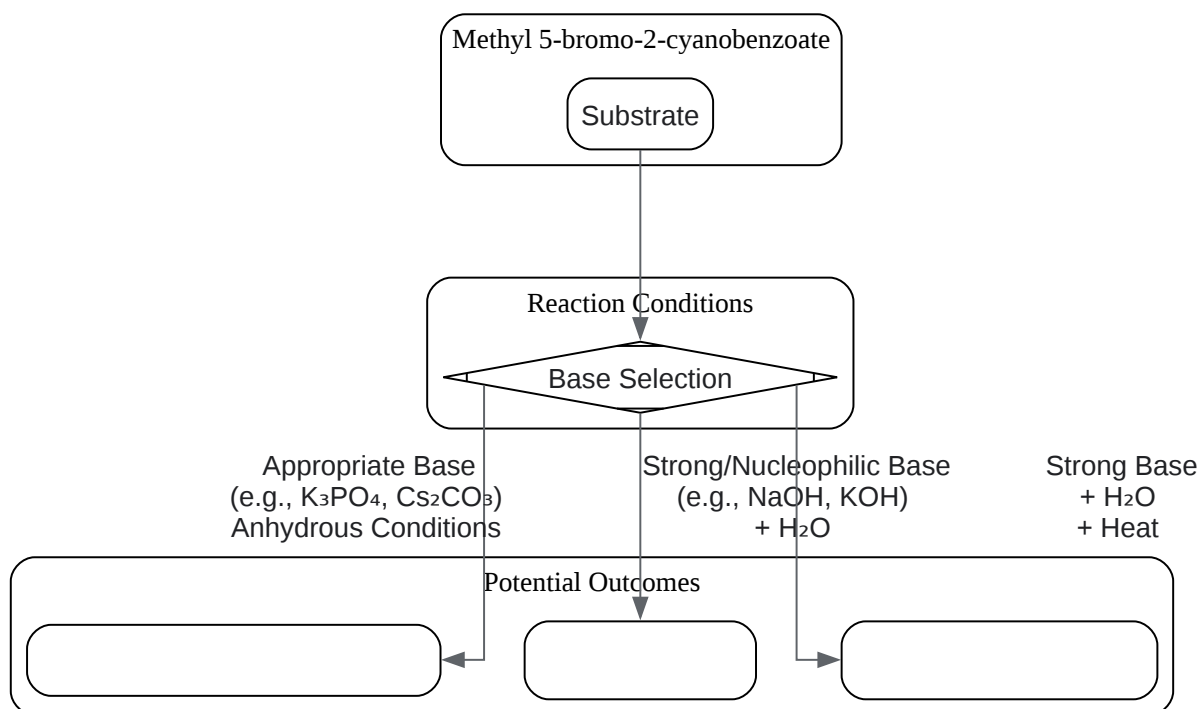 Methyl 5-bromo-2-cyanobenzoate
Substrate
Reaction Conditions
Base Selection
Appropriate Base
(e.g., K₃PO₄, Cs₂CO₃)
Anhydrous Conditions
Strong/Nucleophilic Base
(e.g., NaOH, KOH)
+ H₂O
Strong Base
+ H₂O
+ Heat
Potential Outcomes